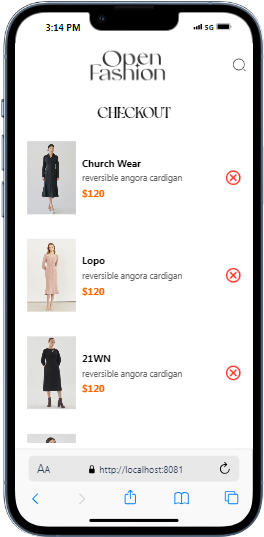 3:14 PM
5G
Open
Fashion
CHECKOUT
Church Wear
reversible angora cardigan
$120
Lopo
reversible angora cardigan
$120
21WN
reversible angora cardigan
$120
AA
http://localhost:8081